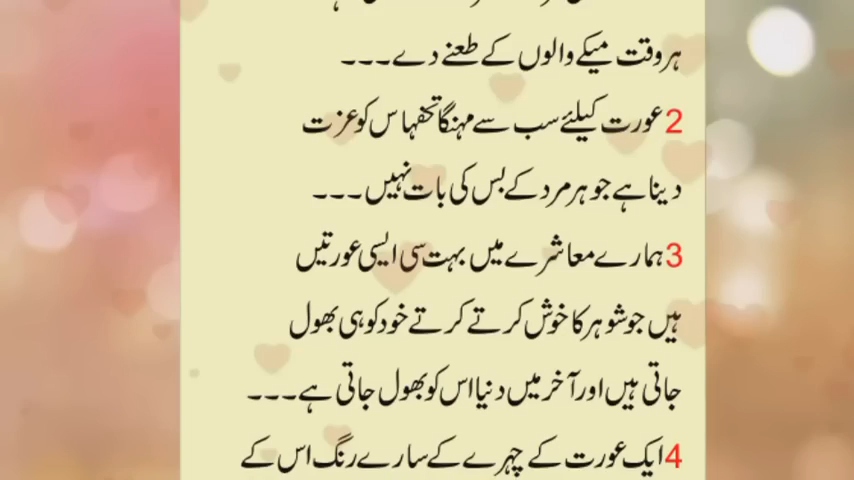 ہر وقت میکے والوں کے طعنے دے ۔۔۔
2 عورت کیلئے سب سے مہنگا تحفہاس کو عزت
دینا ہے جو ہر مرد کے بس کی بات نہیں ۔۔۔
3 ہمارے معاشرے میں بہت سی ایسی عورتیں
ہیں جو شوہر کا خوش کرتے کرتے خود کو ہی بھول
جاتی ہیں اور آخر میں دنیا اس کو بھول جاتی ہے ۔۔۔
4 ایک عورت کے چہرے کے سارے رنگ اس کے